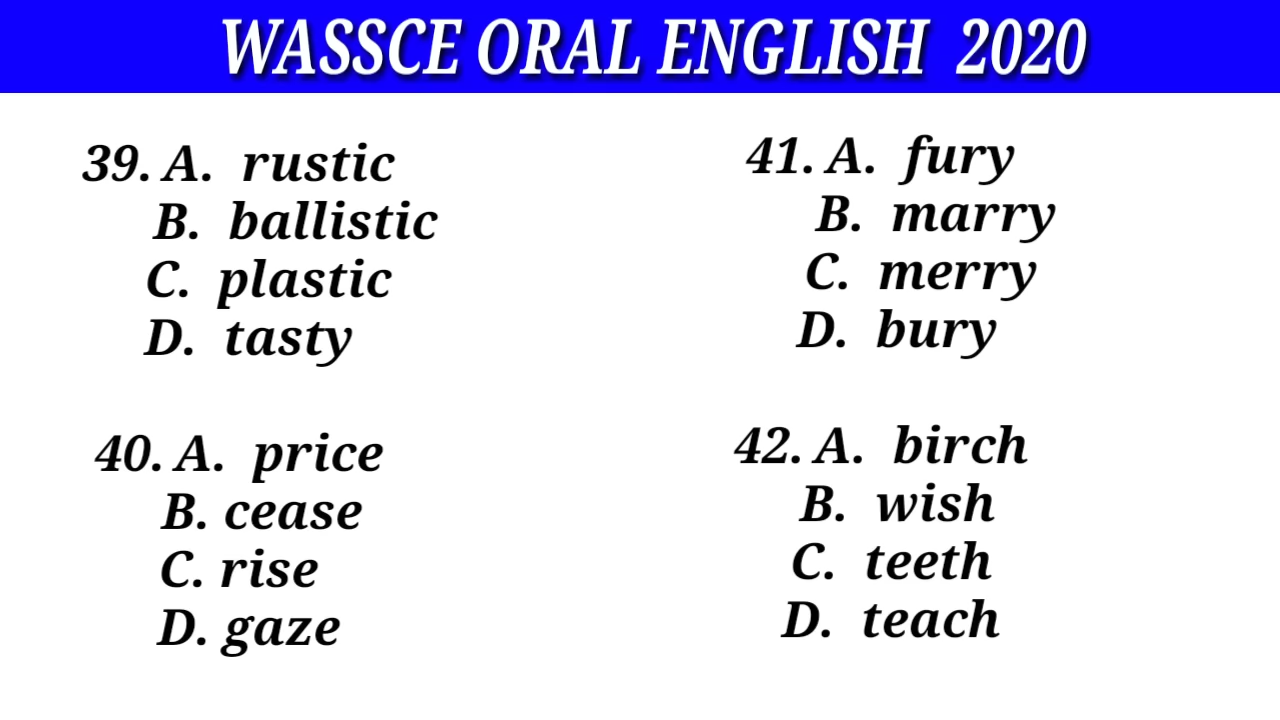 WASSCE ORAL ENGLISH 2020
39. A. rustic
B. ballistic
C. plastic
D. tasty
40. A. price
B. cease
C. rise
D. gaze
41. A. fury
B. marry
C. merry
D. bury
42. A. birch
B. wish
C. teeth
D. teach